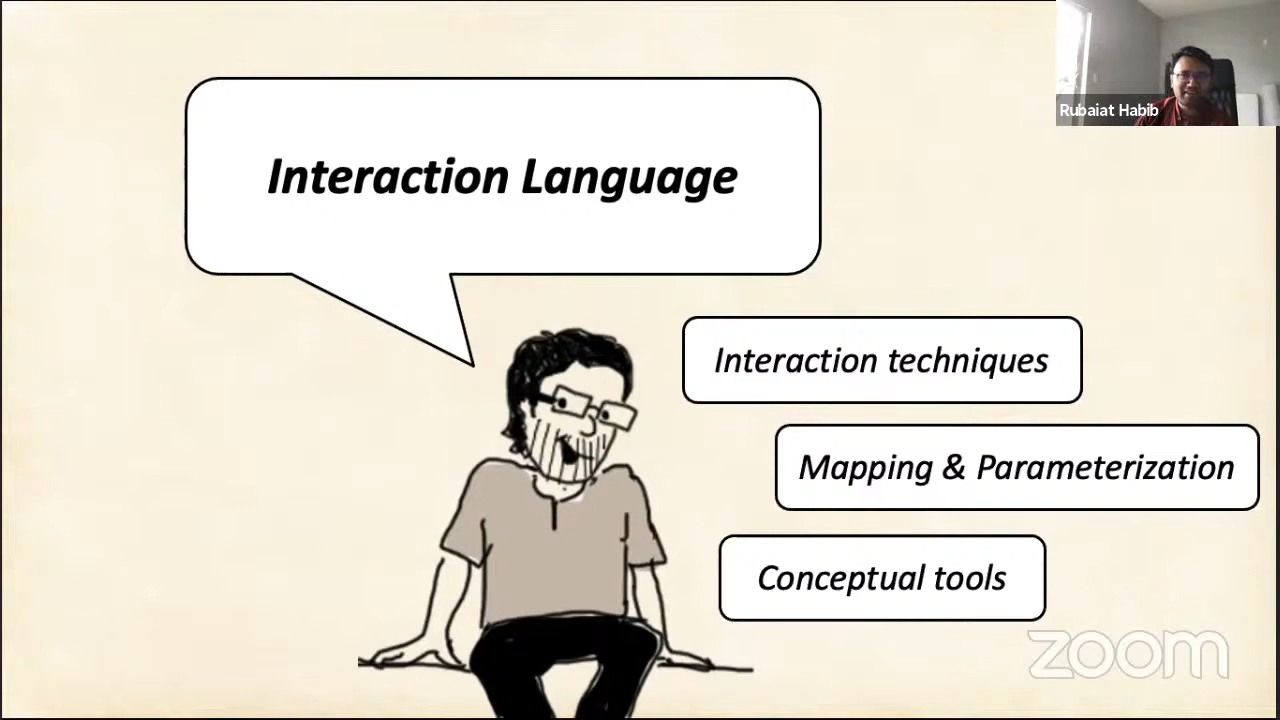 Rubaiat Habib
Interaction Language
Interaction techniques
Mapping & Parameterization
Conceptual tools
zoom